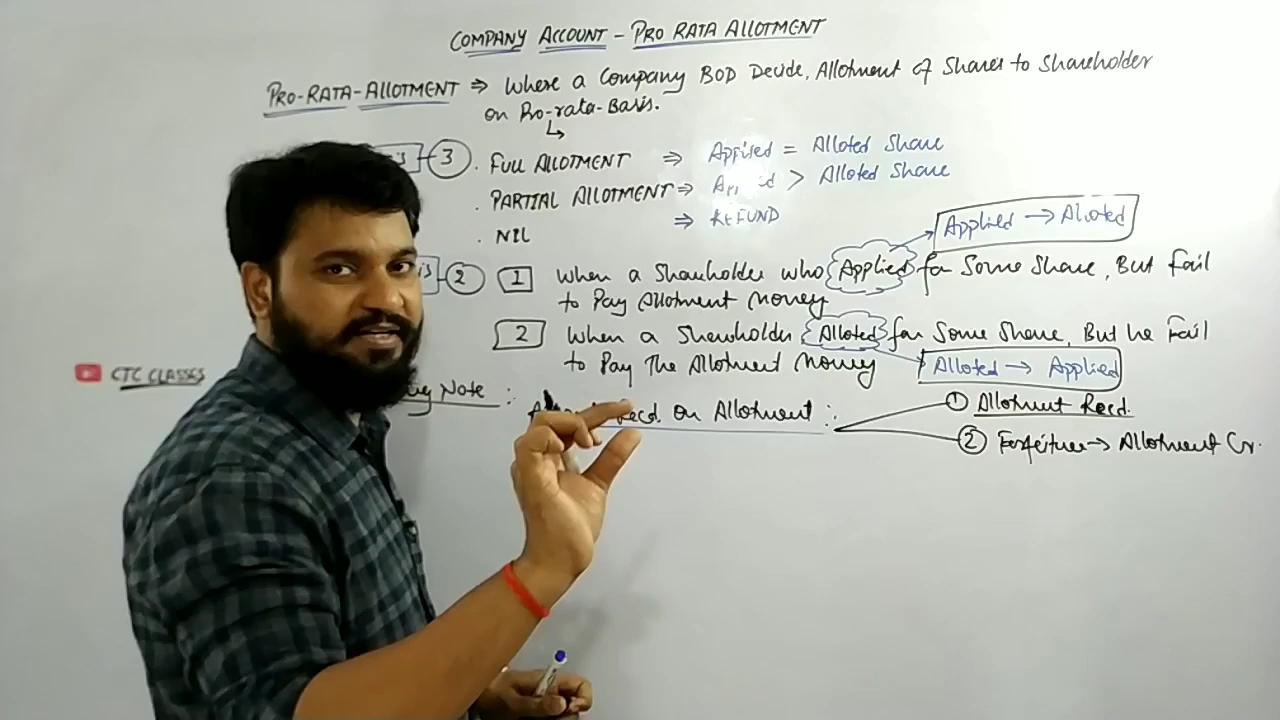 COMPANY ACCOUNT - PRO RATA ALLOTMENT
PRO-RATA-ALLOTMENT ⇒ Where a Company BOD Decide, Allotment of Shares to Shareholder
on Pro-rata-Basis.
3 . FULL ALLOTMENT ⇒ Applied = Alloted Share
. PARTIAL ALLOTMENT ⇒ > Alloted Share
. NIL ⇒ REFUND
Applied → Alloted
2 1 When a Shareholder who Applied for Some Share, But fail
to Pay Allotment Money
2 When a Shareholder Alloted for Some Share, But he Fail
to Pay The Allotment Money
Alloted → Applied
CTC CLASSES
Note :
Recd on Allotment :
① Allotment Recd.
② Forfeiture → Allotment Cr.